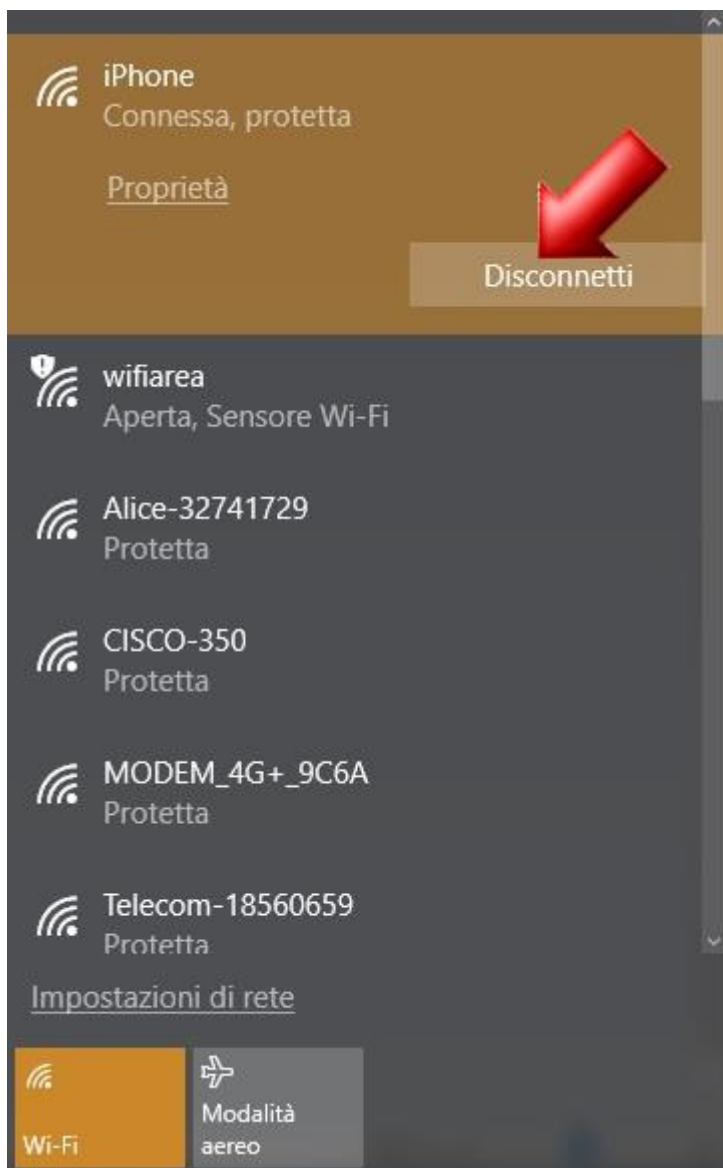 iPhone
Connessa, protetta
Proprietà
Disconnetti
wifiarea
Aperta, Sensore Wi-Fi
Alice-32741729
Protetta
CISCO-350
Protetta
MODEM_4G+_9C6A
Protetta
Telecom-18560659
Protetta
Impostazioni di rete
Wi-Fi
Modalità
aereo